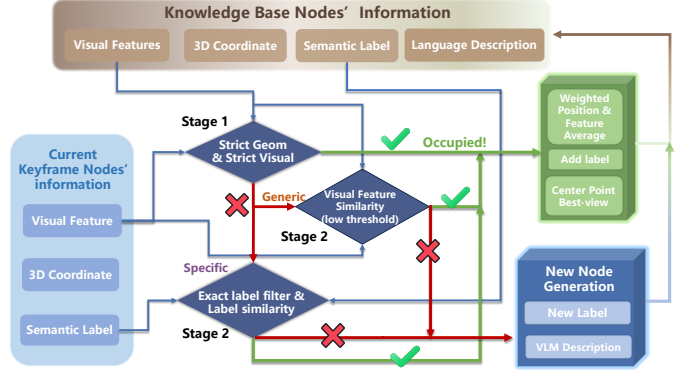 Knowledge Base Nodes' Information
Visual Features
3D Coordinate
Semantic Label
Language Description
Stage 1
Strict Geom
& Strict Visual
Occupied!
Weighted
Position &
Feature
Average
Add label
Center Point
Best-view
Current
Keyframe Nodes'
information
Visual Feature
3D Coordinate
Semantic Label
Generic
Visual Feature
Similarity
(low threshold)
Stage 2
Specific
Exact label filter &
Label similarity
Stage 2
New Node
Generation
New Label
VLM Description